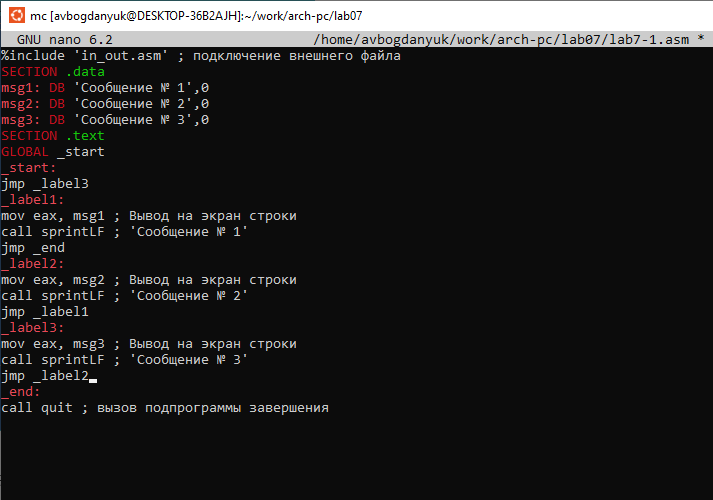 mc [avbogdanyuk@DESKTOP-36B2AJH]:~/work/arch-pc/lab07
GNU nano 6.2 /home/avbogdanyuk/work/arch-pc/lab07/lab7-1.asm *
%include 'in_out.asm' ; подключение внешнего файла
SECTION .data
msg1: DB 'Сообщение № 1',0
msg2: DB 'Сообщение № 2',0
msg3: DB 'Сообщение № 3',0
SECTION .text
GLOBAL _start
_start:
jmp _label3
_label1:
mov eax, msg1 ; Вывод на экран строки
call sprintLF ; 'Сообщение № 1'
jmp _end
_label2:
mov eax, msg2 ; Вывод на экран строки
call sprintLF ; 'Сообщение № 2'
jmp _label1
_label3:
mov eax, msg3 ; Вывод на экран строки
call sprintLF ; 'Сообщение № 3'
jmp _label2
_end:
call quit ; вызов подпрограммы завершения